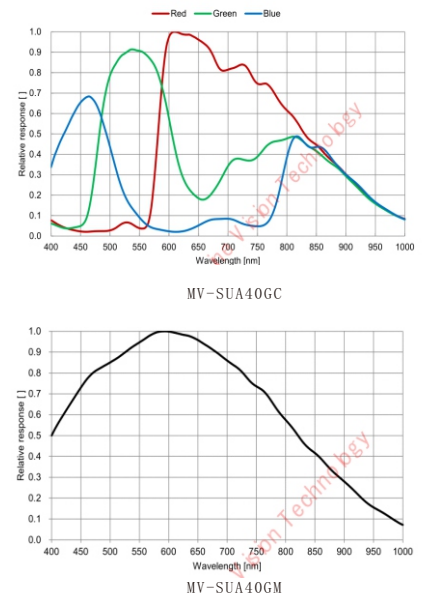 Red Green Blue
1.0
0.9
0.8
0.7
0.6
0.5
0.4
0.3
0.2
0.1
0.0
Relative response [ ]
400 450 500 550 600 650 700 750 800 850 900 950 1000
Wavelength [nm]
Vision Technology
MV-SUA40GC
1.0
0.9
0.8
0.7
0.6
0.5
0.4
0.3
0.2
0.1
0.0
Relative response [ ]
400 450 500 550 600 650 700 750 800 850 900 950 1000
Wavelength [nm]
Vision Technology
MV-SUA40GM